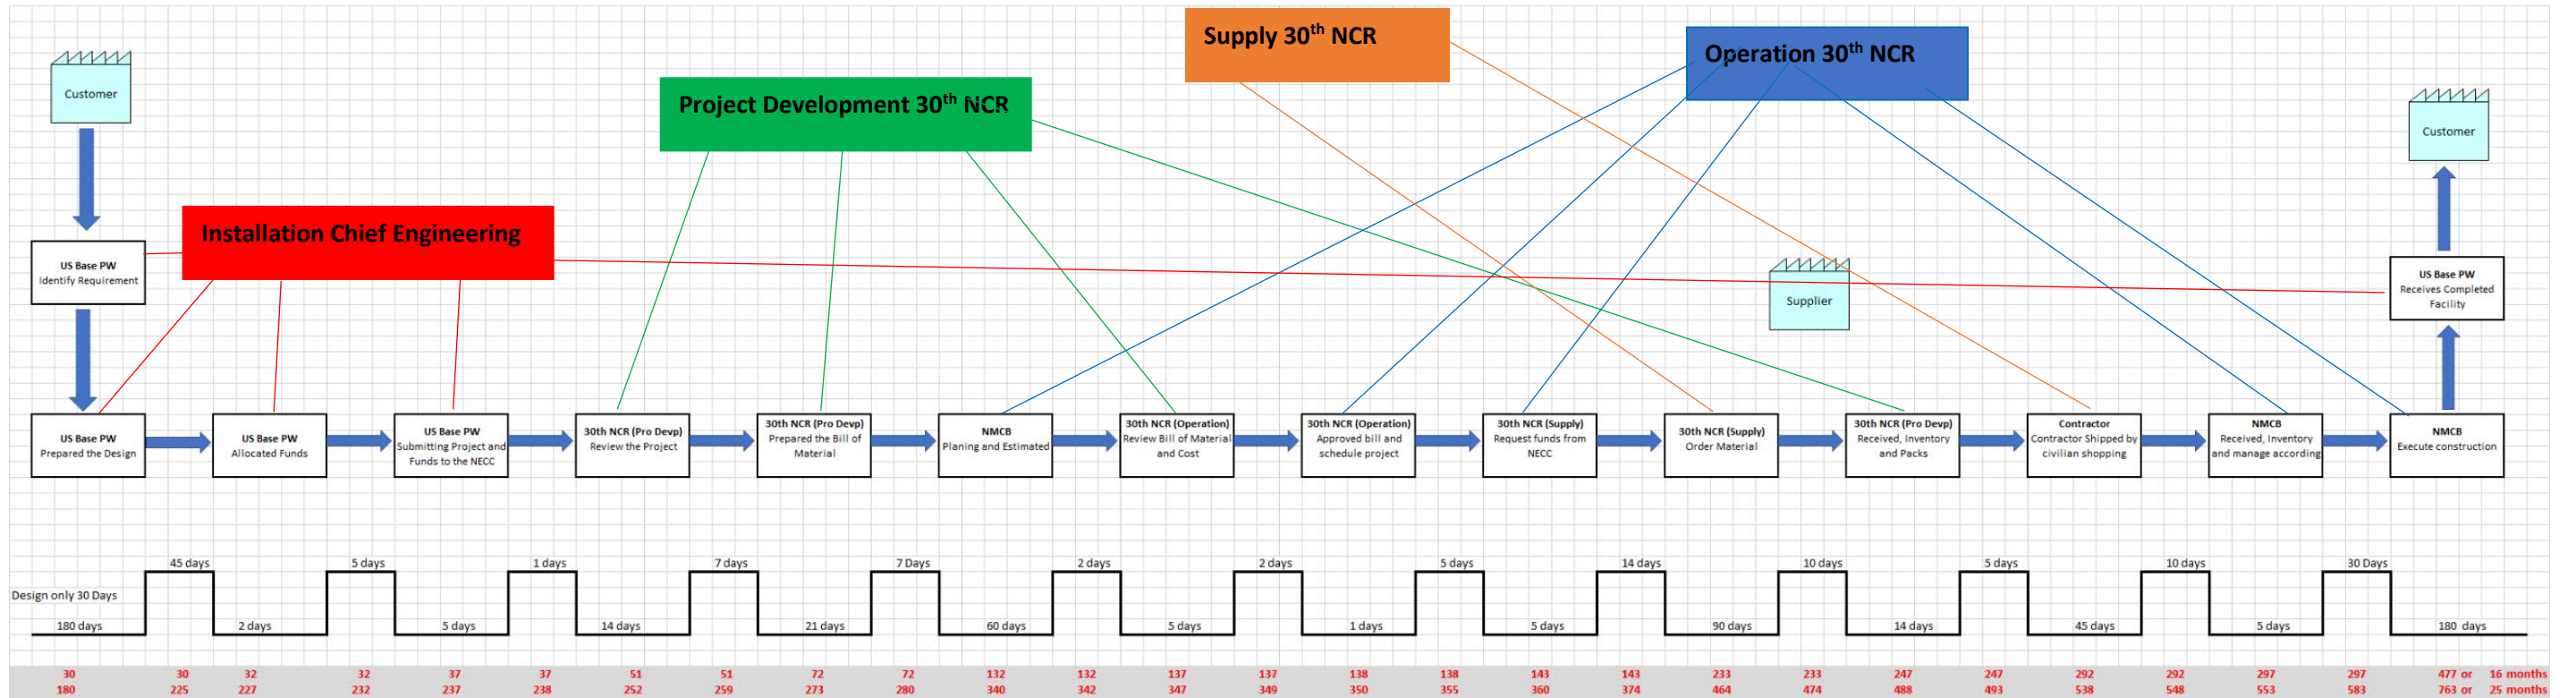 Supply 30th NCR
Operation 30th NCR
Project Development 30th NCR
Installation Chief Engineering
Customer
Customer
US Base PW
Identify Requirement
Supplier
US Base PW
Receives Completed
Facility
US Base PW
Prepared the Design
US Base PW
Allocated Funds
US Base PW
Submitting Project and
Funds to the NECC
30th NCR (Pro Devp)
Review the Project
30th NCR (Pro Devp)
Prepared the Bill of
Material
NMCB
Planing and Estimated
30th NCR (Operation)
Review Bill of Material
and Cost
30th NCR (Operation)
Approved bill and
schedule project
30th NCR (Supply)
Request funds from
NECC
30th NCR (Supply)
Order Material
30th NCR (Pro Devp)
Received, Inventory
and Packs
Contractor
Contractor Shipped by
civilian shopping
NMCB
Received, Inventory
and manage according
NMCB
Execute construction
45 days 5 days 1 days 7 days 7 Days 2 days 2 days 5 days 14 days 10 days 5 days 10 days 30 Days
Design only 30 Days
180 days 2 days 5 days 14 days 21 days 60 days 5 days 1 days 5 days 90 days 14 days 45 days 5 days 180 days
30 30 32 32 37 37 51 51 72 72 132 132 137 137 138 138 143 143 233 233 247 247 292 292 297 297 477 or 16 months
180 225 227 232 237 238 252 259 273 280 340 342 347 349 350 355 360 374 464 474 488 493 538 548 553 583 763 or 25 months